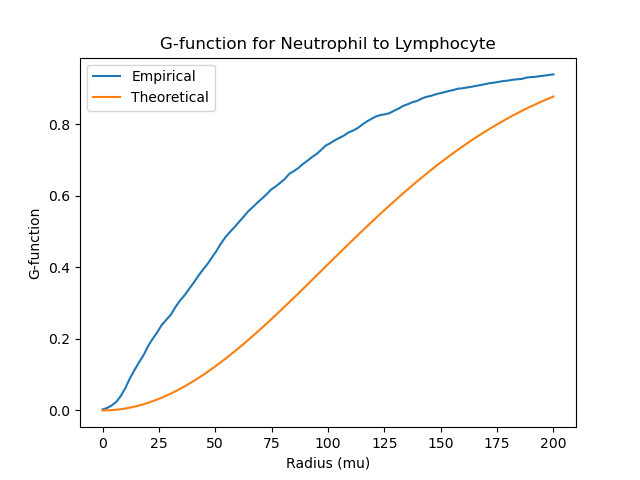 G-function for Neutrophil to Lymphocyte
Empirical
Theoretical
G-function
0.8
0.6
0.4
0.2
0.0
0 25 50 75 100 125 150 175 200
Radius (mu)